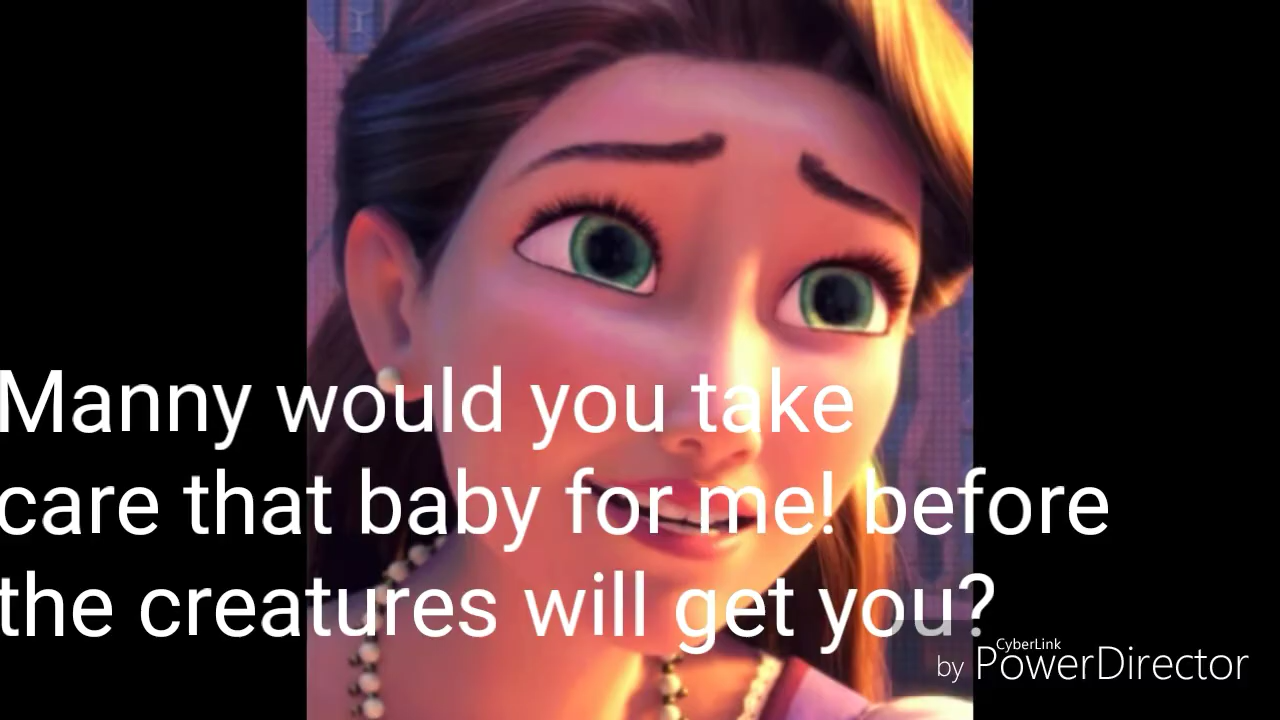 Manny would you take
care that baby for me! before
the creatures will get you?
CyberLink
by PowerDirector